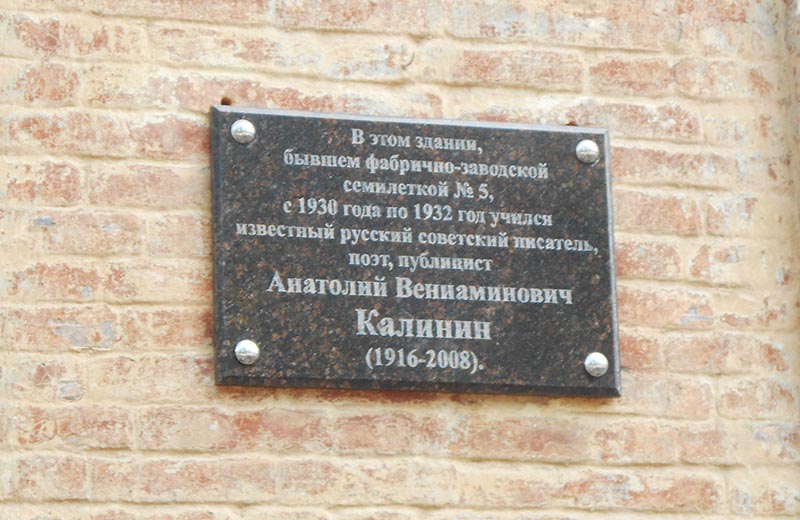 В этом здании,
бывшем фабрично-заводской
семилеткой № 5,
с 1930 года по 1932 год учился
известный русский советский писатель,
поэт, публицист
Анатолий Вениаминович
Калинин
(1916-2008).